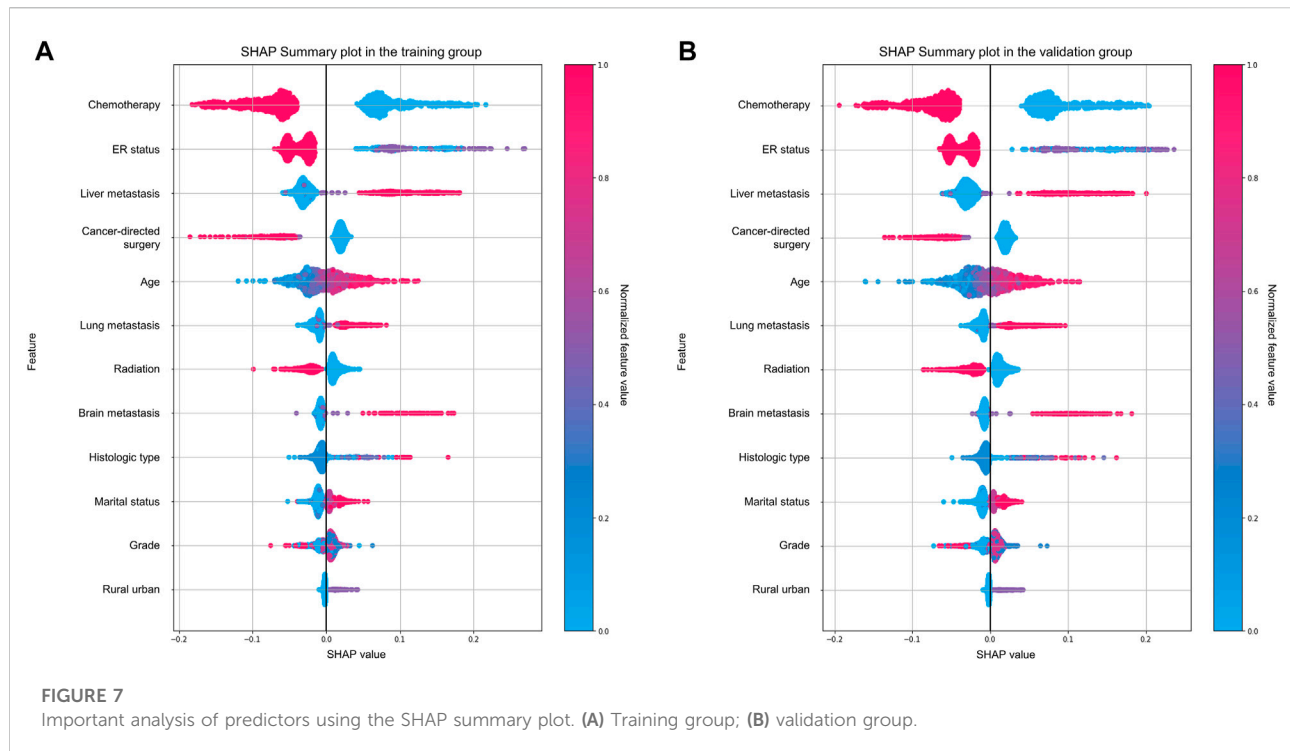 A
SHAP Summary plot in the training group
Chemotherapy
ER status
Liver metastasis
Cancer-directed
surgery
Age
Lung metastasis
Radiation
Brain metastasis
Histologic type
Marital status
Grade
Rural urban
Feature
−0.2 −0.1 0.0 0.1 0.2
SHAP value
1.0
0.8
0.6
0.4
0.2
0.0
Normalized feature value
B
SHAP Summary plot in the validation group
Chemotherapy
ER status
Liver metastasis
Cancer-directed
surgery
Age
Lung metastasis
Radiation
Brain metastasis
Histologic type
Marital status
Grade
Rural urban
Feature
−0.2 −0.1 0.0 0.1 0.2
SHAP value
1.0
0.8
0.6
0.4
0.2
0.0
Normalized feature value
FIGURE 7
Important analysis of predictors using the SHAP summary plot. (A) Training group; (B) validation group.